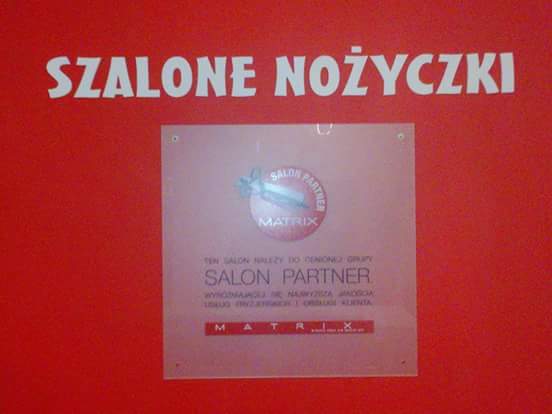 SZALONE NOŻYCZKI
SALON PARTNER
MATRIX
TEN SALON NALEŻY DO CENIONEJ GRUPY
SALON PARTNER
WYRÓŻNIAJĄCEJ SIĘ NAJWYŻSZĄ JAKOŚCIĄ
USŁUG FRYZJERSKICH I OBSŁUGI KLIENTA.
MATRIX